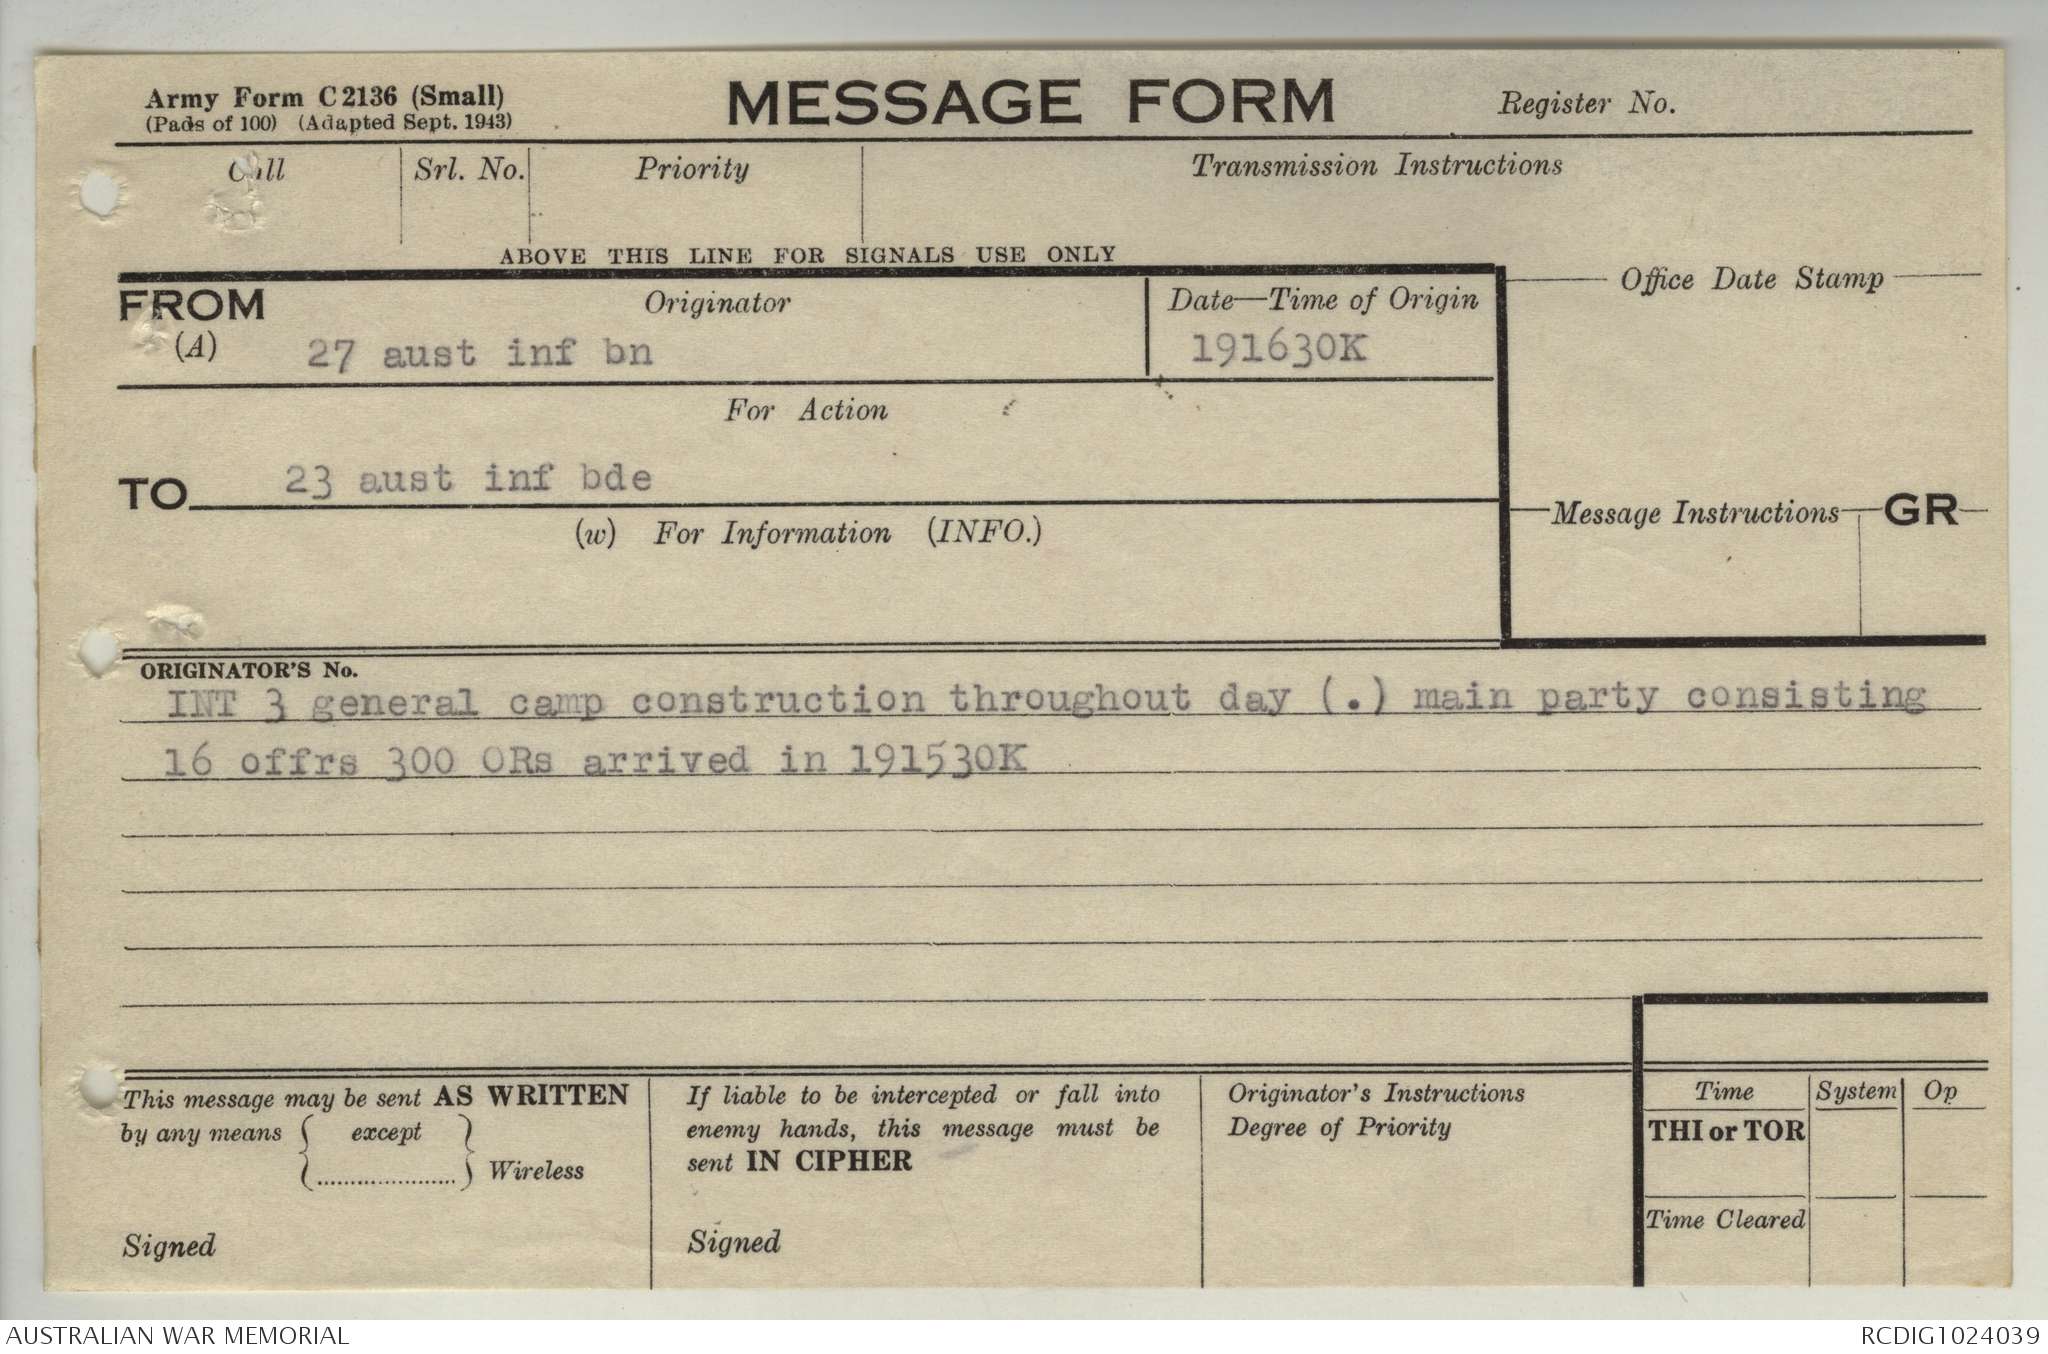 Army Form C 2136 (Small)
(Pads of 100) (Adapted Sept. 1943)
MESSAGE FORM
Register No.
Call
Srl. No.
Priority
Transmission Instructions
ABOVE THIS LINE FOR SIGNALS USE ONLY
FROM
(A)
Originator
27 aust inf bn
Date—Time of Origin
191630K
Office Date Stamp
For Action
TO
23 aust inf bde
(w) For Information (INFO.)
Message Instructions
GR
ORIGINATOR'S No.
INT 3 general camp construction throughout day (.) main party consisting
16 offrs 300 ORs arrived in 191530K
This message may be sent AS WRITTEN
by any means { except }
{ ..................... } Wireless
Signed
If liable to be intercepted or fall into
enemy hands, this message must be
sent IN CIPHER
Signed
Originator's Instructions
Degree of Priority
Time
System
Op
THI or TOR
Time Cleared
AUSTRALIAN WAR MEMORIAL
RCDIG1024039